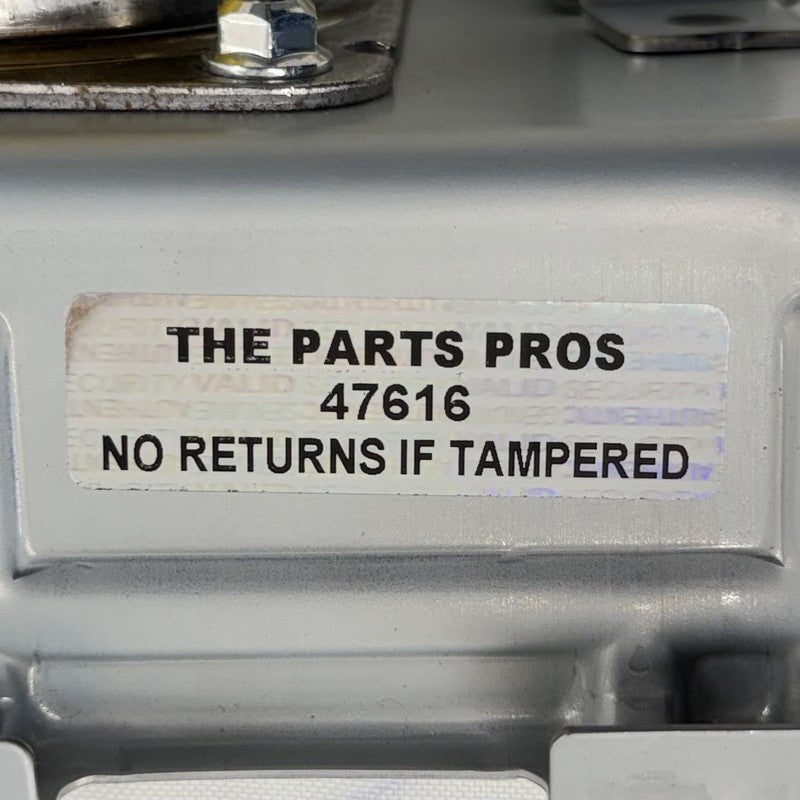 THE PARTS PROS
47616
NO RETURNS IF TAMPERED